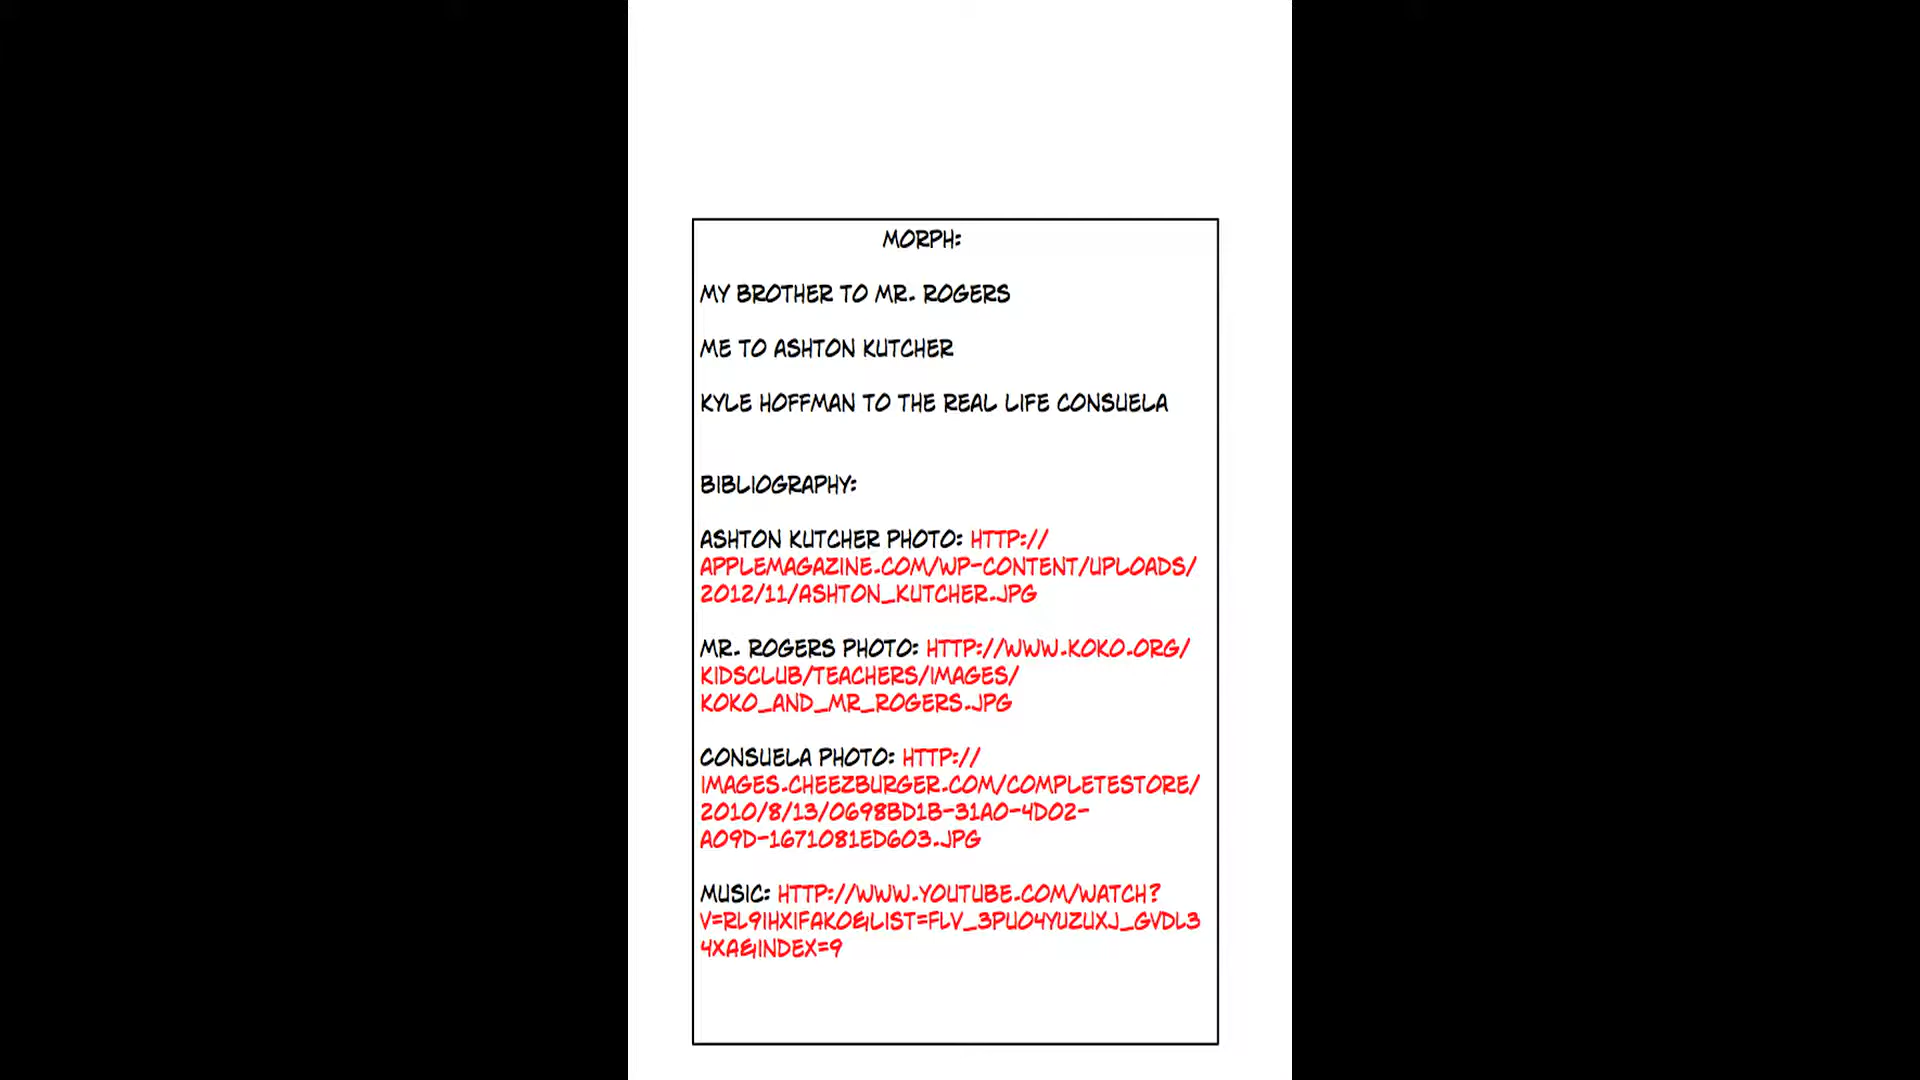 MORPH:
MY BROTHER TO MR. ROGERS
ME TO ASHTON KUTCHER
KYLE HOFFMAN TO THE REAL LIFE CONSUELA
BIBLIOGRAPHY:
ASHTON KUTCHER PHOTO: HTTP://
APPLEMAGAZINE.COM/WP-CONTENT/UPLOADS/
2012/11/ASHTON_KUTCHER.JPG
MR. ROGERS PHOTO: HTTP://WWW.KOKO.ORG/
KIDSCLUB/TEACHERS/IMAGES/
KOKO_AND_MR_ROGERS.JPG
CONSUELA PHOTO: HTTP://
IMAGES.CHEEZBURGER.COM/COMPLETESTORE/
2010/8/13/0698BD1B-31A0-4D02-
A09D-1671081ED603.JPG
MUSIC: HTTP://WWW.YOUTUBE.COM/WATCH?
V=RL9IHXIFAKO&LIST=FLV_3PUO4YUZUXJ_GVDL3
4XA&INDEX=9